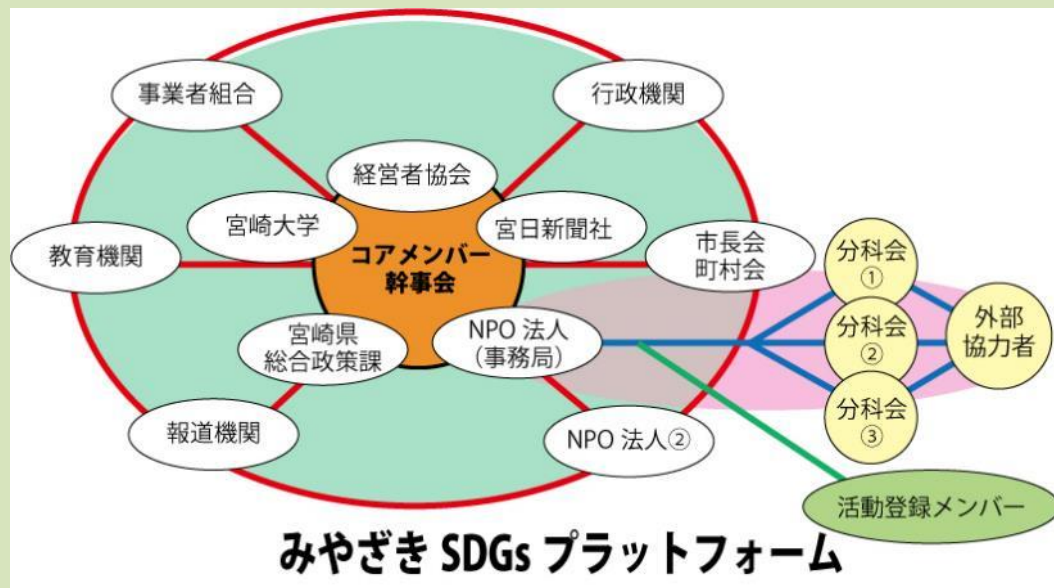 事業者組合
行政機関
経営者協会
宮崎大学
宮日新聞社
教育機関
コアメンバー
幹事会
市長会
町村会
分科会
①
宮崎県
総合政策課
NPO 法人
（事務局）
分科会
②
外部
協力者
報道機関
NPO 法人②
分科会
③
活動登録メンバー
みやざき SDGs プラットフォーム